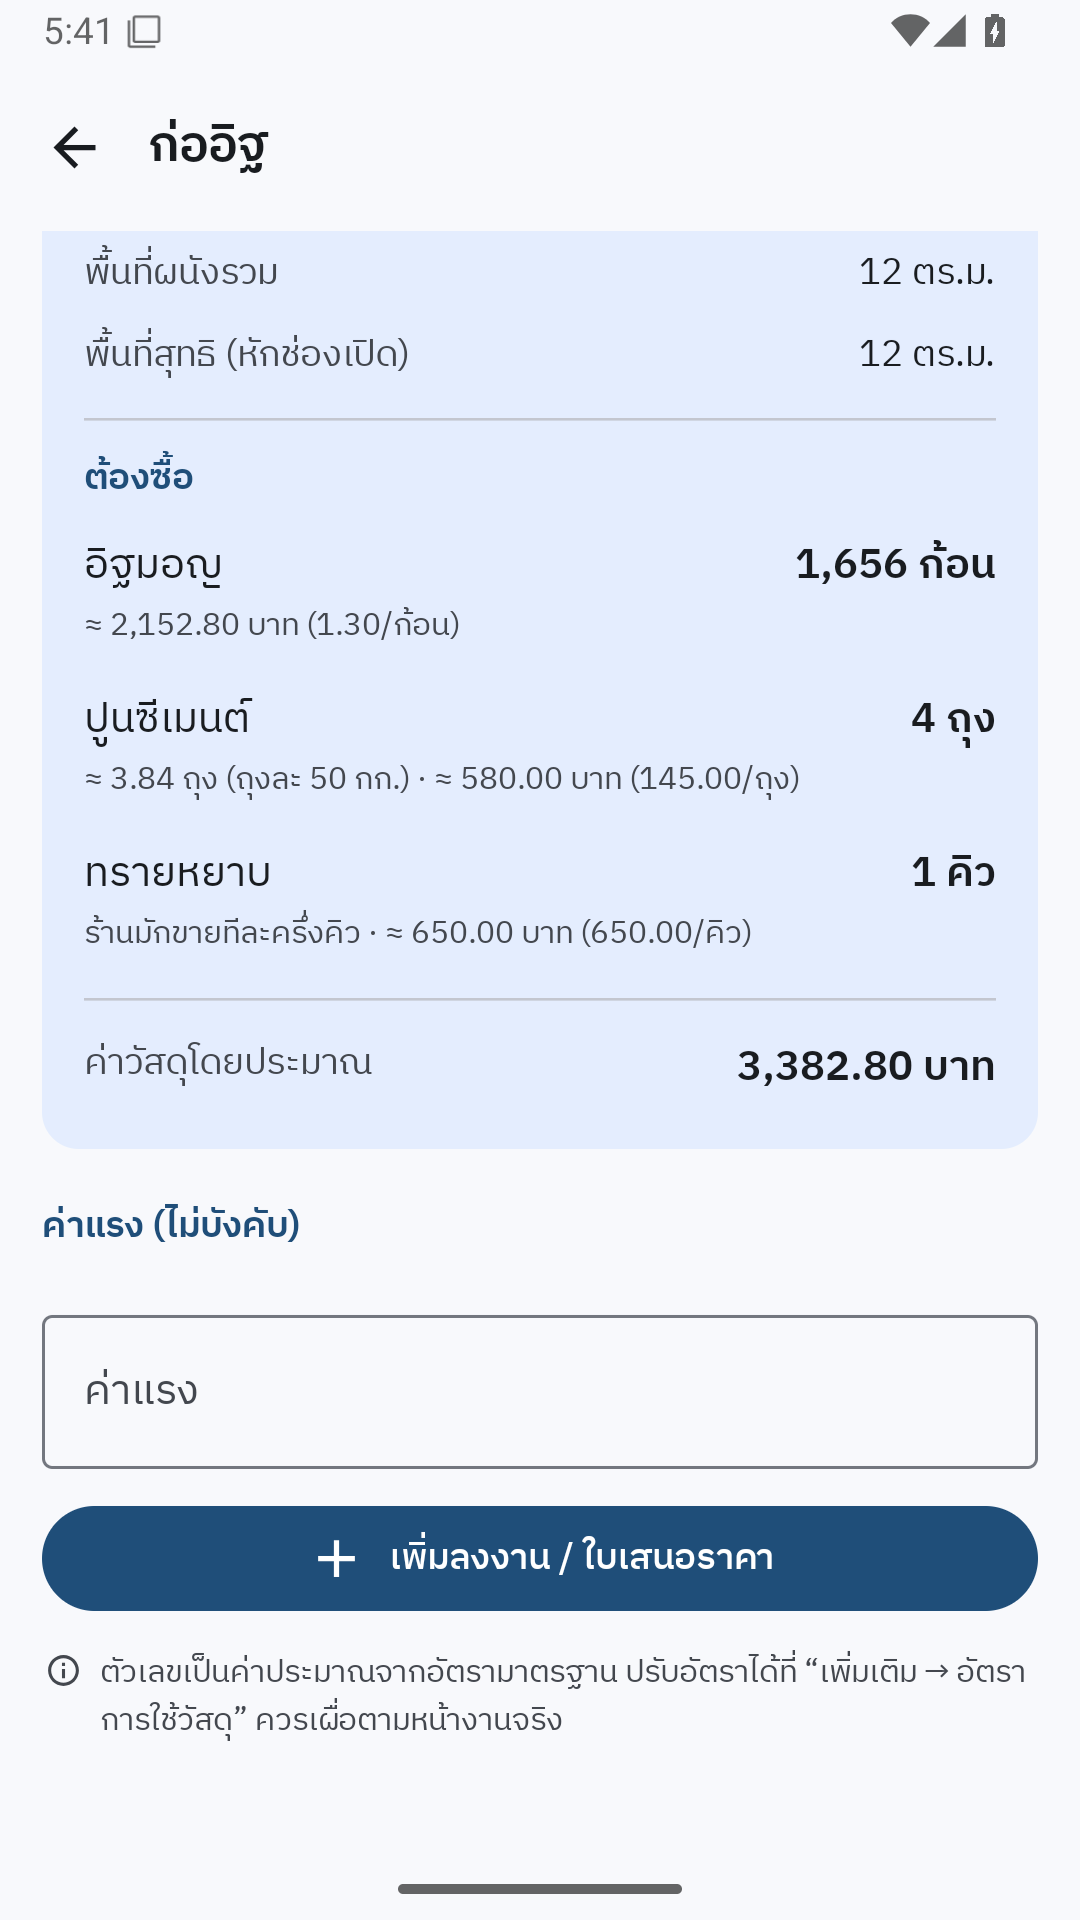 5:41
ก่ออิฐ
พื้นที่ผนังรวม 12 ตร.ม.
พื้นที่สุทธิ (หักช่องเปิด) 12 ตร.ม.
ต้องซื้อ
อิฐมอญ 1,656 ก้อน
≈ 2,152.80 บาท (1.30/ก้อน)
ปูนซีเมนต์ 4 ถุง
≈ 3.84 ถุง (ถุงละ 50 กก.) · ≈ 580.00 บาท (145.00/ถุง)
ทรายหยาบ 1 คิว
ร้านมักขายทีละครึ่งคิว · ≈ 650.00 บาท (650.00/คิว)
ค่าวัสดุโดยประมาณ 3,382.80 บาท
ค่าแรง (ไม่บังคับ)
ค่าแรง
เพิ่มลงงาน / ใบเสนอราคา
ตัวเลขเป็นค่าประมาณจากอัตรามาตรฐาน ปรับอัตราได้ที่ “เพิ่มเติม → อัตรา
การใช้วัสดุ” ควรเผื่อตามหน้างานจริง